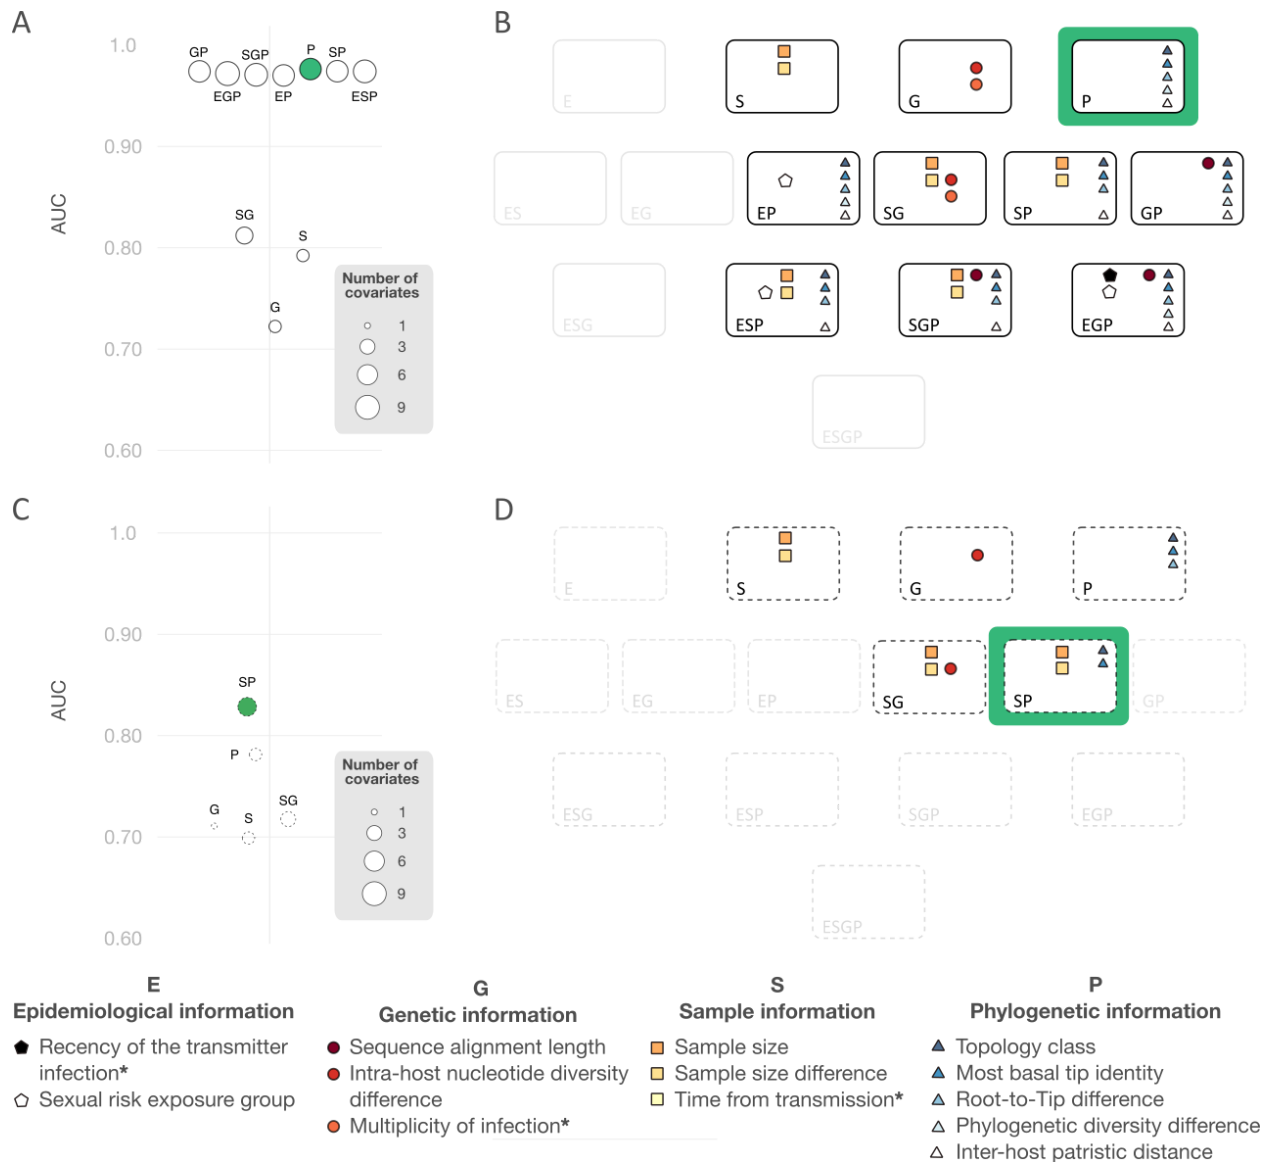 A
1.0
GP
SGP
P
SP
EGP
EP
ESP
0.90
AUC
SG
0.80
S
Number of
covariates
G
1
3
0.70
6
9
0.60
B
E
S
G
P
ES
EG
EP
SG
SP
GP
ESG
ESP
SGP
EGP
ESGP
C
1.0
0.90
SP
AUC
0.80
P
Number of
covariates
G
S
SG
1
3
0.70
6
9
0.60
D
E
S
G
P
ES
EG
EP
SG
SP
GP
ESG
ESP
SGP
EGP
ESGP
E
Epidemiological information
Recency of the transmitter
infection*
Sexual risk exposure group
G
Genetic information
Sequence alignment length
Intra-host nucleotide diversity
difference
Multiplicity of infection*
S
Sample information
Sample size
Sample size difference
Time from transmission*
P
Phylogenetic information
Topology class
Most basal tip identity
Root-to-Tip difference
Phylogenetic diversity difference
Inter-host patristic distance